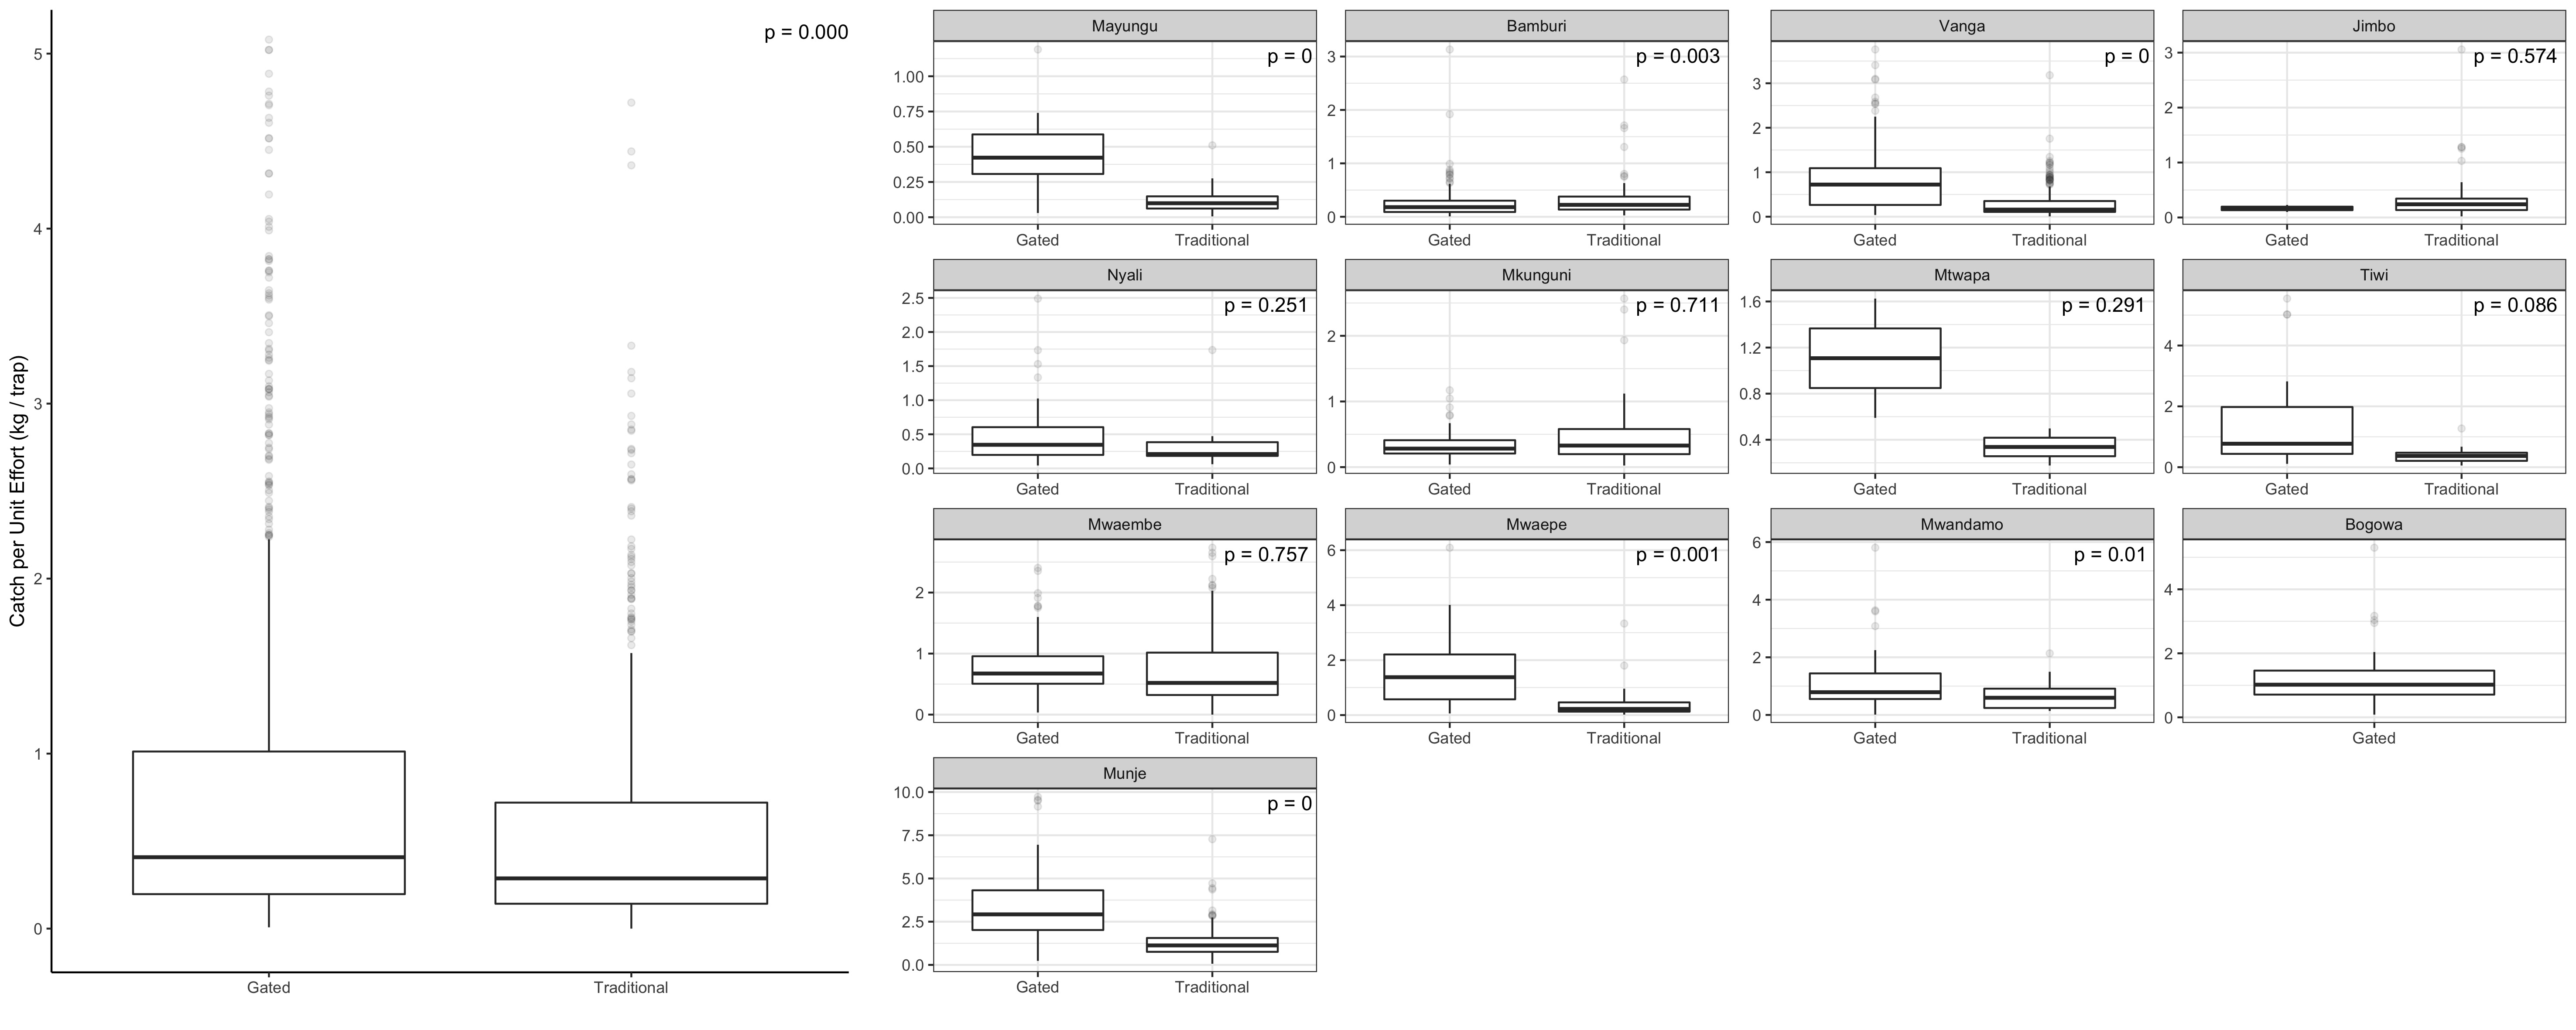 Catch per Unit Effort (kg / trap)
5
4
3
2
1
0
p = 0.000
Gated Traditional
Mayungu
p = 0
1.00
0.75
0.50
0.25
0.00
Gated Traditional
Bamburi
p = 0.003
3
2
1
0
Gated Traditional
Vanga
p = 0
3
2
1
0
Gated Traditional
Jimbo
p = 0.574
3
2
1
0
Gated Traditional
Nyali
p = 0.251
2.5
2.0
1.5
1.0
0.5
0.0
Gated Traditional
Mkunguni
p = 0.711
2
1
0
Gated Traditional
Mtwapa
p = 0.291
1.6
1.2
0.8
0.4
Gated Traditional
Tiwi
p = 0.086
4
2
0
Gated Traditional
Mwaembe
p = 0.757
2
1
0
Gated Traditional
Mwaepe
p = 0.001
6
4
2
0
Gated Traditional
Mwandamo
p = 0.01
6
4
2
0
Gated Traditional
Bogowa
4
2
0
Gated
Munje
p = 0
10.0
7.5
5.0
2.5
0.0
Gated Traditional